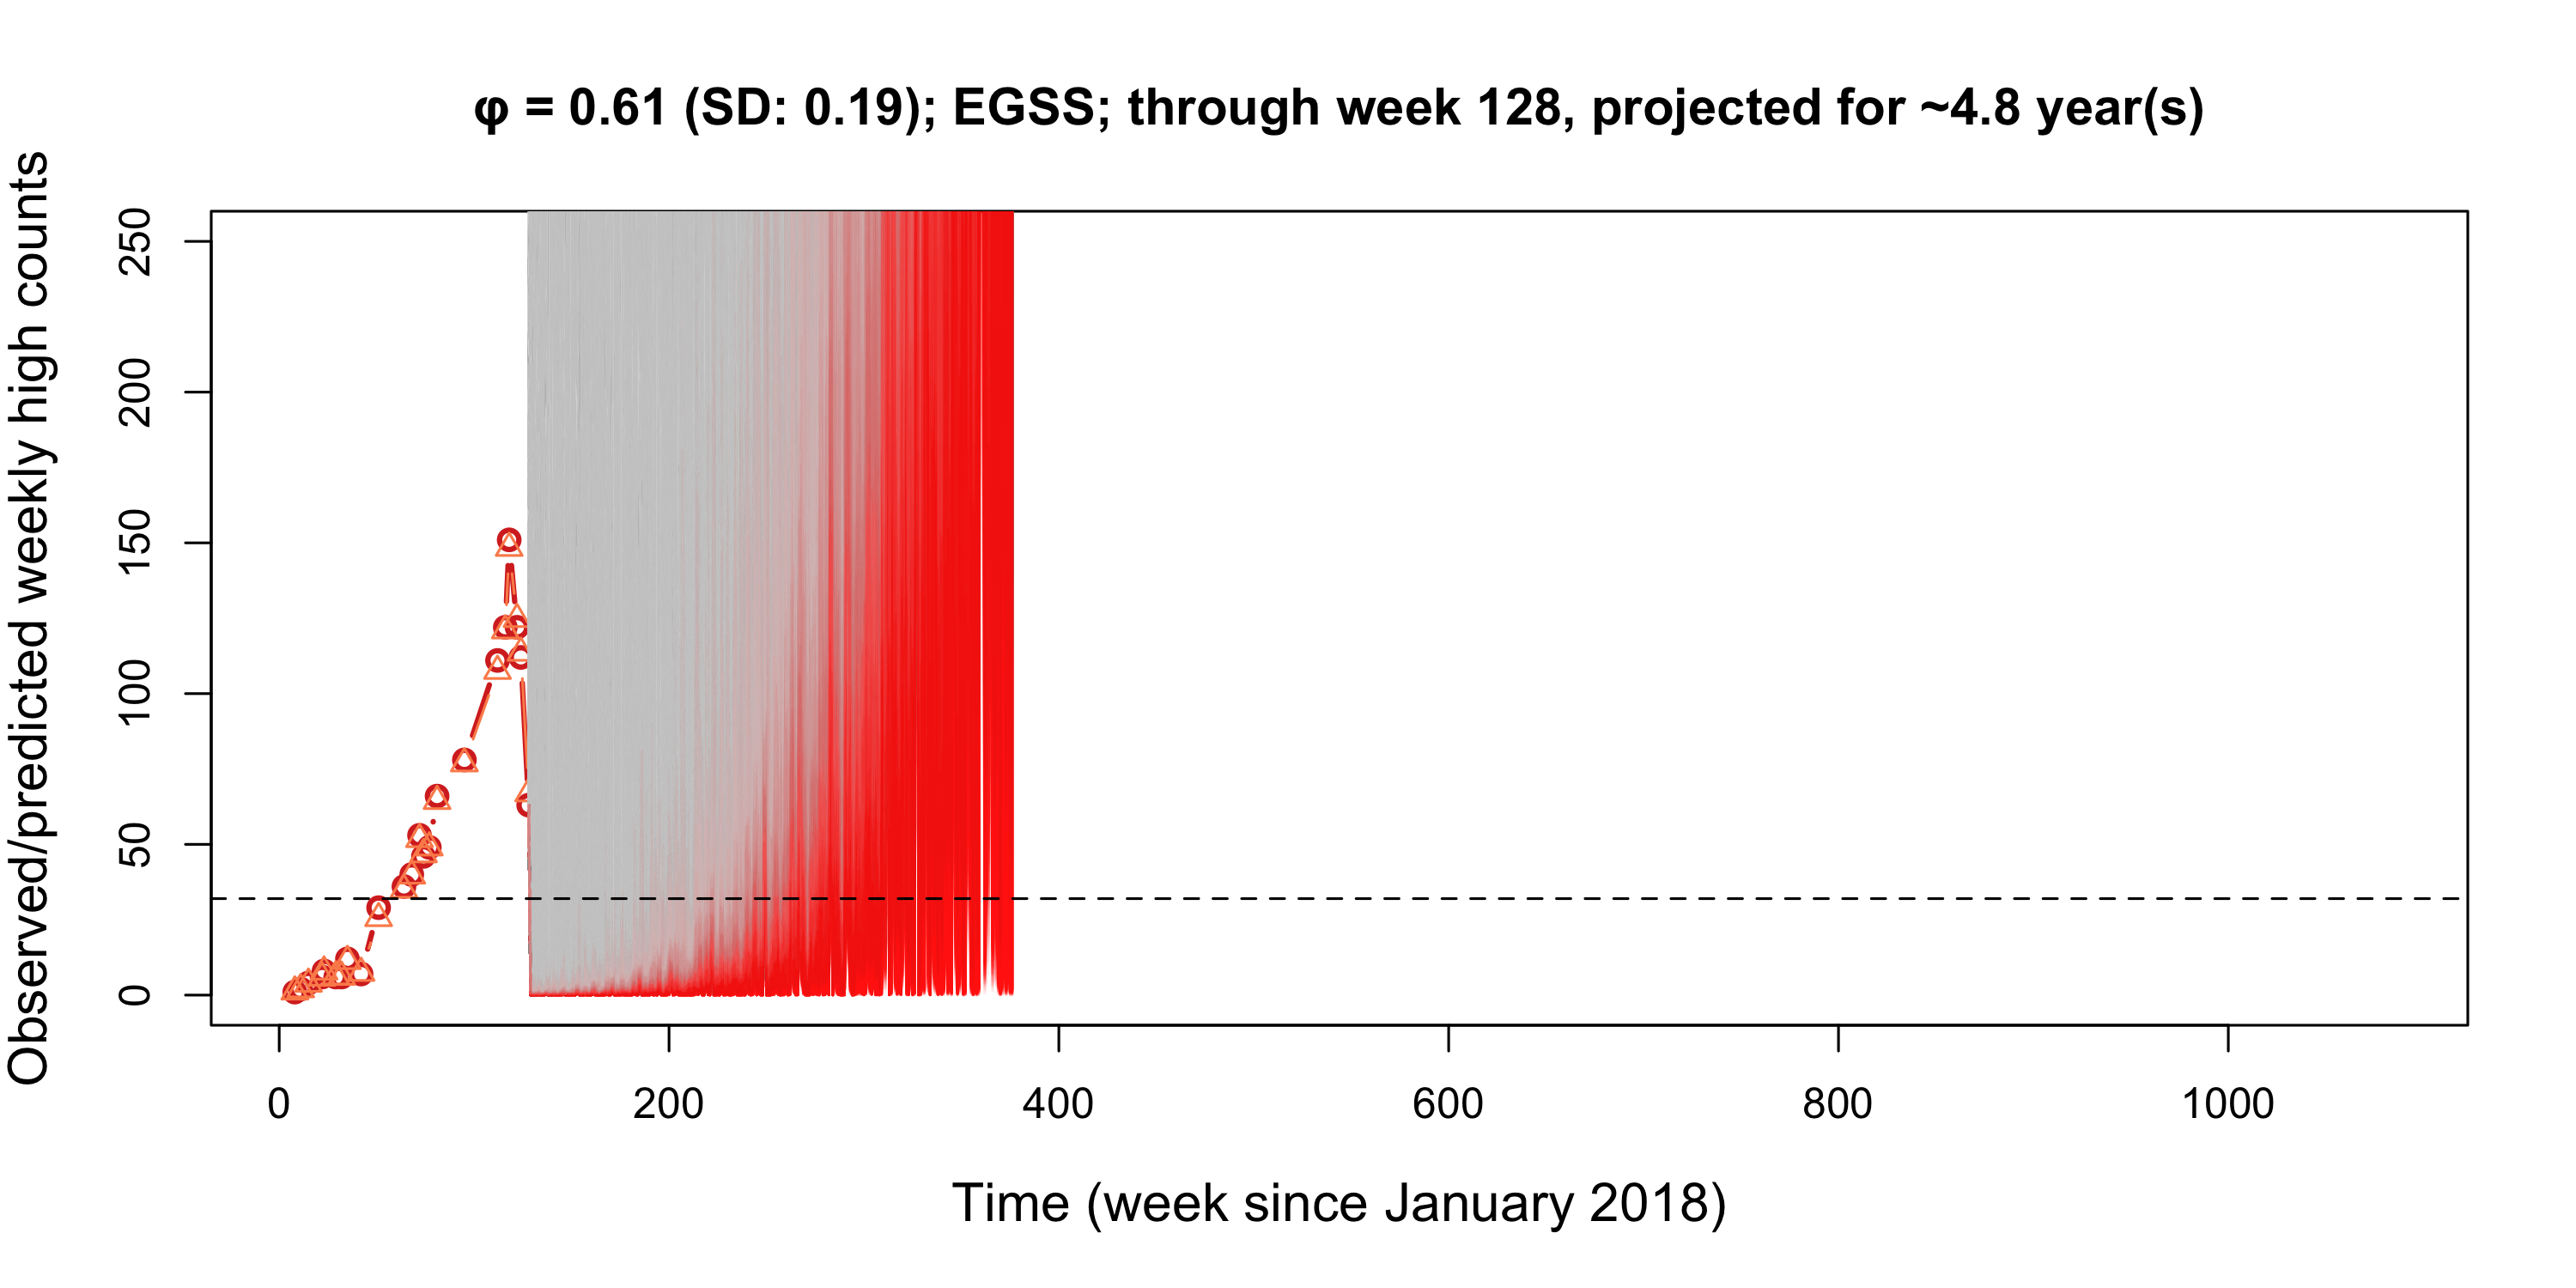 φ = 0.61 (SD: 0.19); EGSS; through week 128, projected for ~4.8 year(s)
Observed/predicted weekly high counts
250
200
150
100
50
0
0 200 400 600 800 1000
Time (week since January 2018)